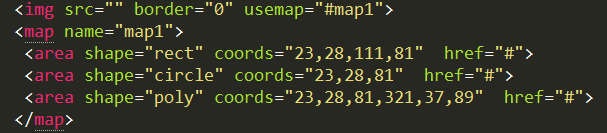 <img src="" border="0" usemap="#map1">
<map name="map1">
<area shape="rect" coords="23,28,111,81"  href="#">
<area shape="circle" coords="23,28,81"  href="#">
<area shape="poly" coords="23,28,81,321,37,89"  href="#">
</map>